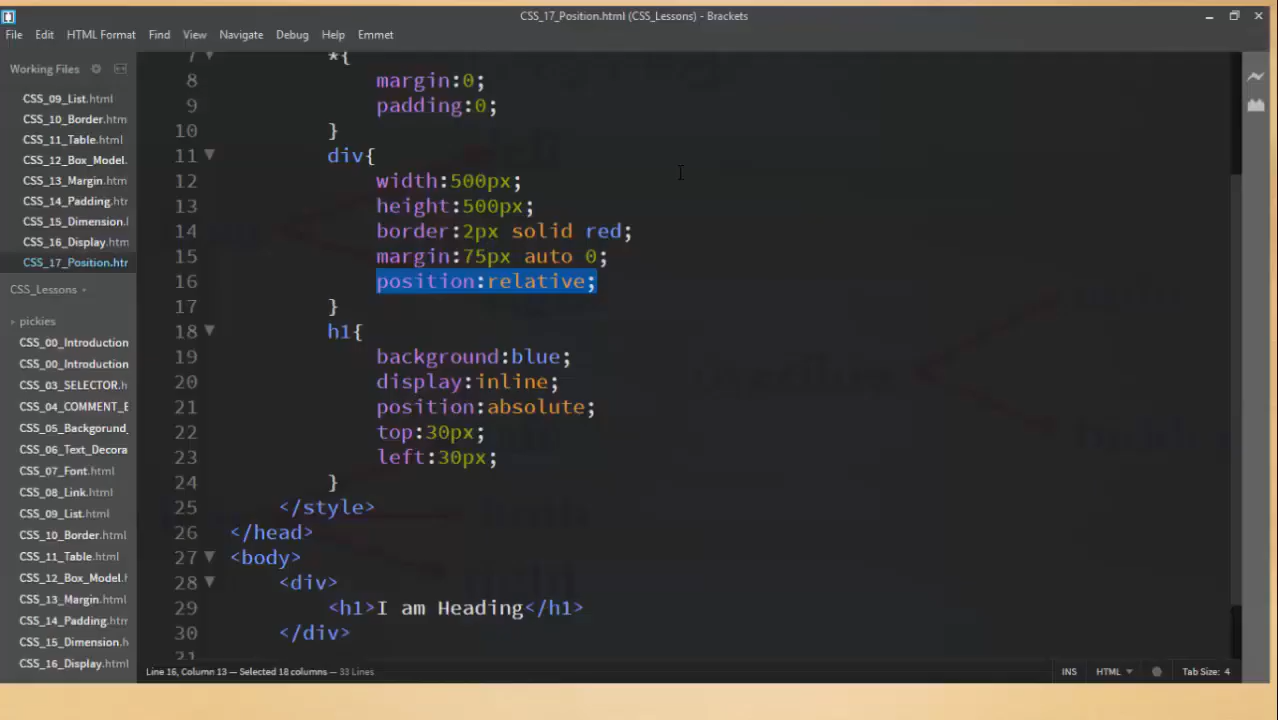 CSS_17_Position.html (CSS_Lessons) - Brackets
File Edit HTML Format Find View Navigate Debug Help Emmet
Working Files
CSS_09_List.html
CSS_10_Border.htm
CSS_11_Table.html
CSS_12_Box_Model.
CSS_13_Margin.htm
CSS_14_Padding.htm
CSS_15_Dimension.l
CSS_16_Display.htm
CSS_17_Position.htr
CSS_Lessons
pickies
CSS_00_Introduction
CSS_00_Introduction
CSS_03_SELECTOR.h
CSS_04_COMMENT_E
CSS_05_Backgorund_
CSS_06_Text_Decora
CSS_07_Font.html
CSS_08_Link.html
CSS_09_List.html
CSS_10_Border.html
CSS_11_Table.html
CSS_12_Box_Model.h
CSS_13_Margin.html
CSS_14_Padding.htm
CSS_15_Dimension.h
CSS_16_Display.html
7 *{
8 margin:0;
9 padding:0;
10 }
11 div{
12 width:500px;
13 height:500px;
14 border:2px solid red;
15 margin:75px auto 0;
16 position:relative;
17 }
18 h1{
19 background:blue;
20 display:inline;
21 position:absolute;
22 top:30px;
23 left:30px;
24 }
25 </style>
26 </head>
27 <body>
28 <div>
29 <h1>I am Heading</h1>
30 </div>
31
Line 16, Column 13 — Selected 18 columns — 33 Lines
INS HTML Tab Size: 4